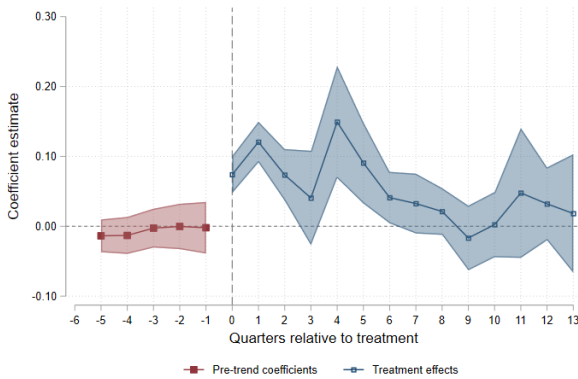 0.30
0.20
0.10
0.00
-0.10
Coefficient estimate
-6 -5 -4 -3 -2 -1 0 1 2 3 4 5 6 7 8 9 10 11 12 13
Quarters relative to treatment
Pre-trend coefficients Treatment effects